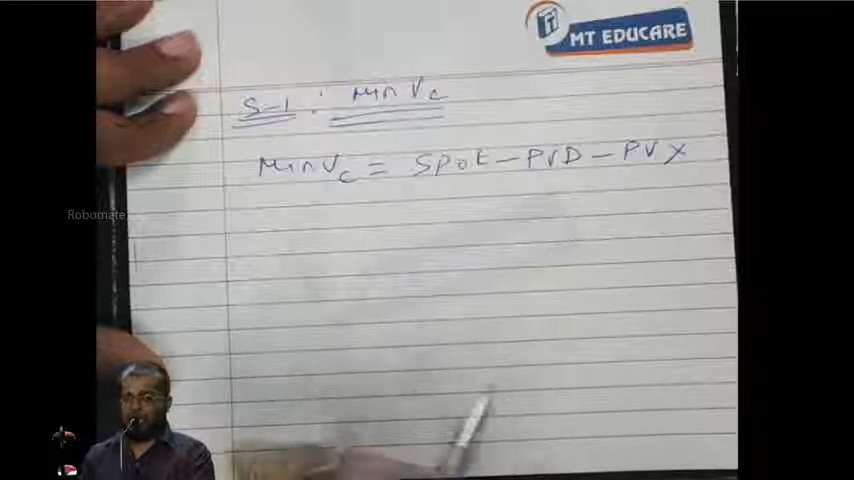 MT EDUCARE
S-1 : Min Vc
Min Vc = SPot - PVD - PVX
Robomate